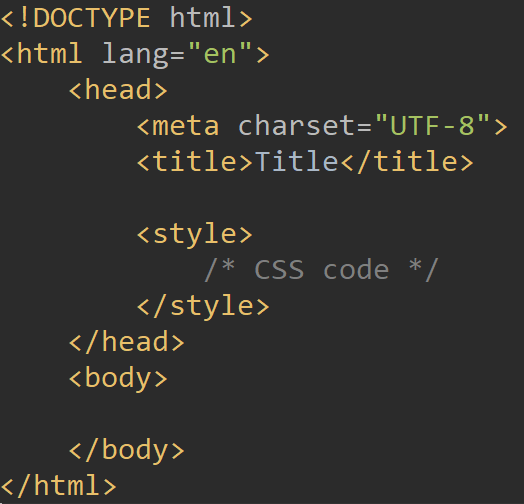 <!DOCTYPE html>
<html lang="en">
    <head>
        <meta charset="UTF-8">
        <title>Title</title>

        <style>
            /* CSS code */
        </style>
    </head>
    <body>

    </body>
</html>